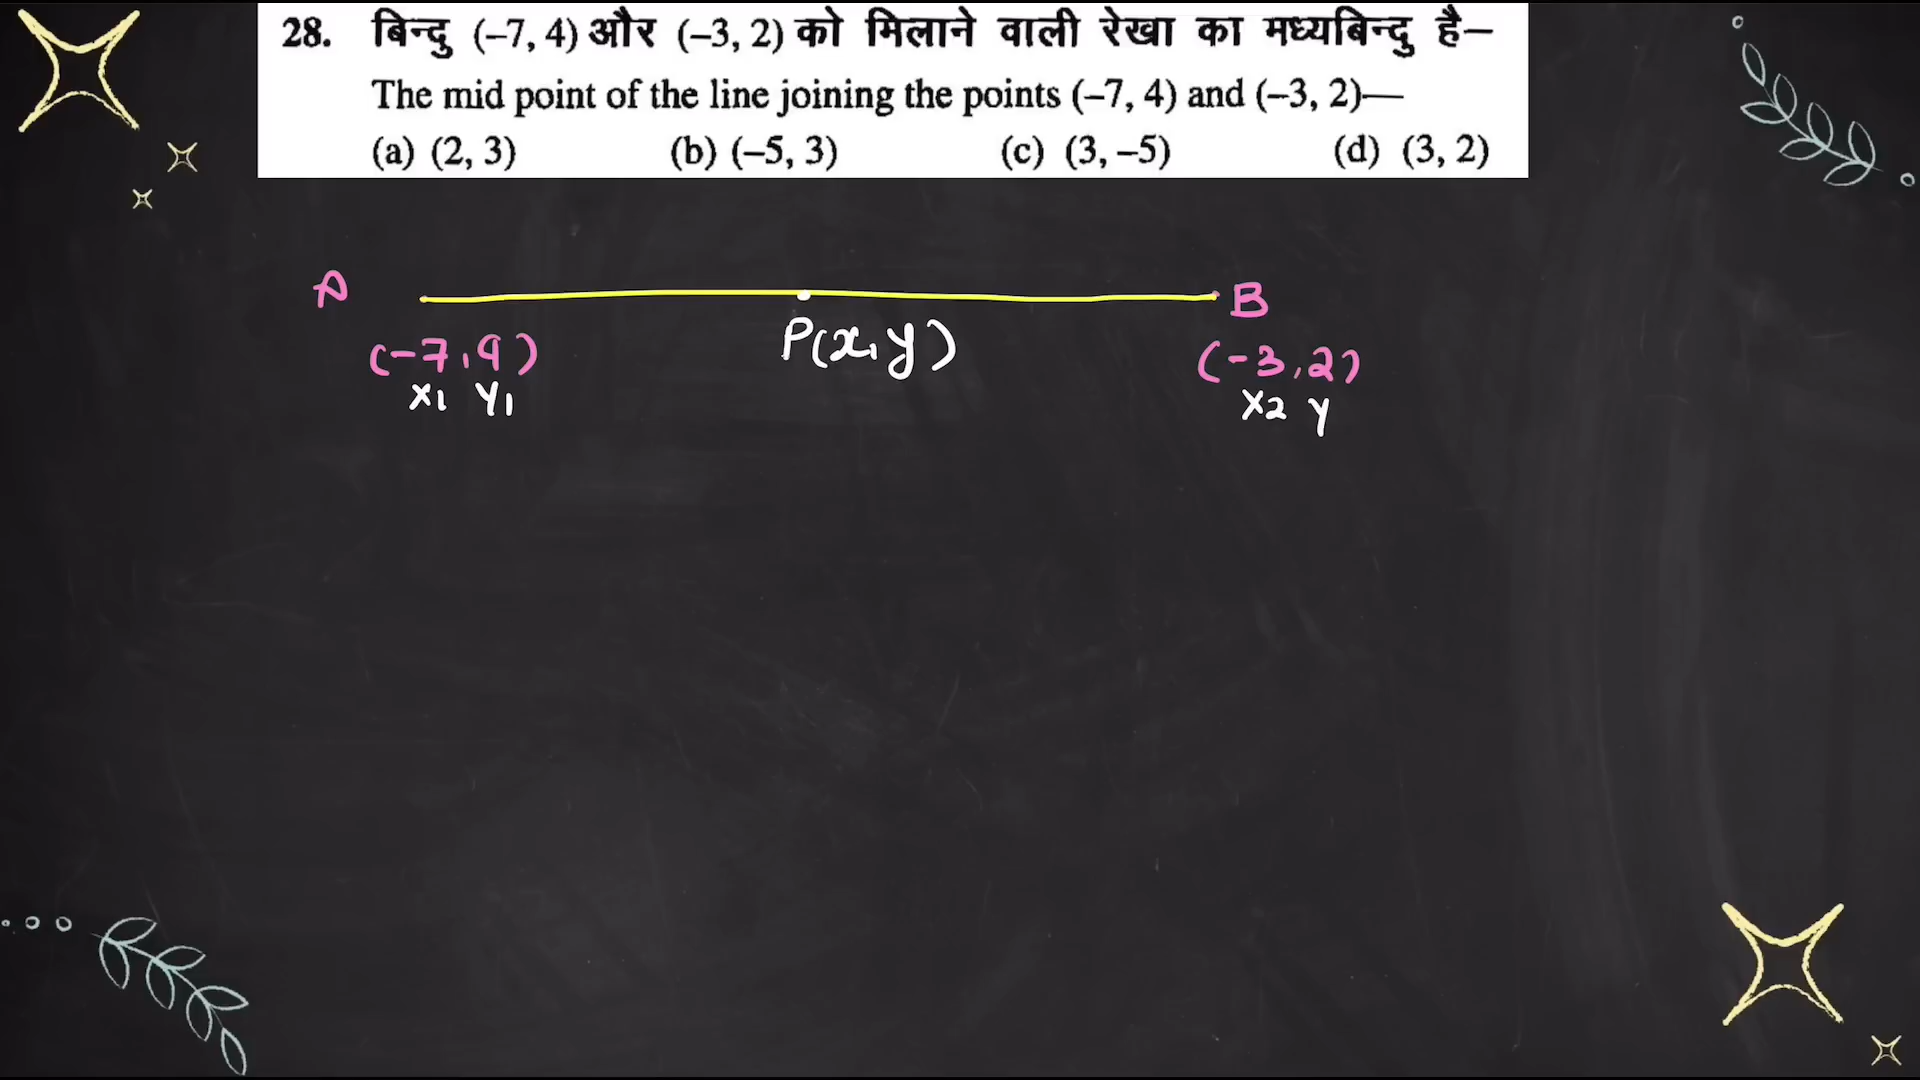 28. बिन्दु (–7, 4) और (–3, 2) को मिलाने वाली रेखा का मध्यबिन्दु है–
The mid point of the line joining the points (–7, 4) and (–3, 2)—
(a) (2, 3) (b) (–5, 3) (c) (3, –5) (d) (3, 2)
A B
(-7, 9) P(x, y) (-3, 2)
x1 y1 x2 y